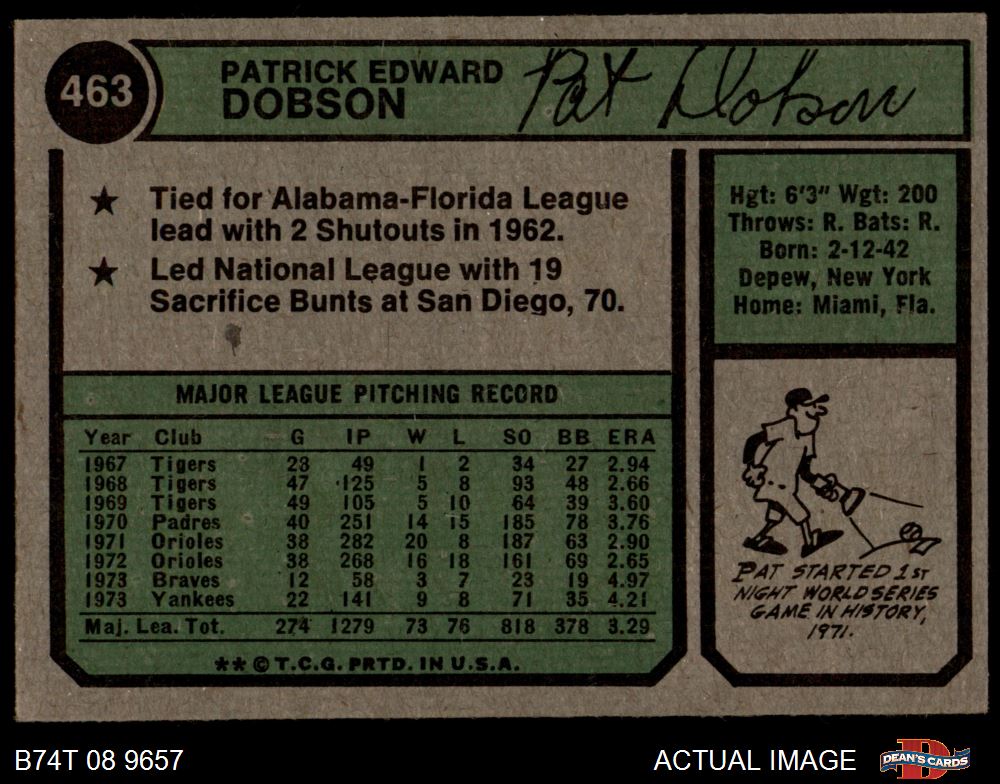 463
PATRICK EDWARD
DOBSON
Pat Dobson
★ Tied for Alabama-Florida League
lead with 2 Shutouts in 1962.
★ Led National League with 19
Sacrifice Bunts at San Diego, 70.
Hgt: 6'3" Wgt: 200
Throws: R. Bats: R.
Born: 2-12-42
Depew, New York
Home: Miami, Fla.
MAJOR LEAGUE PITCHING RECORD
Year Club G IP W L SO BB ERA
1967 Tigers 28 49 1 2 34 27 2.94
1968 Tigers 47 125 5 8 93 48 2.66
1969 Tigers 49 105 5 10 64 39 3.60
1970 Padres 40 251 14 15 185 78 3.76
1971 Orioles 38 282 20 8 187 63 2.90
1972 Orioles 38 268 16 18 161 69 2.65
1973 Braves 12 58 3 7 23 19 4.97
1973 Yankees 22 141 9 8 71 35 4.21
Maj. Lea. Tot. 274 1279 73 76 818 378 3.29
** © T.C.G. PRTD. IN U.S.A.
PAT STARTED 1ST
NIGHT WORLD SERIES
GAME IN HISTORY,
1971.
B74T 08 9657
ACTUAL IMAGE
DEAN'S CARDS